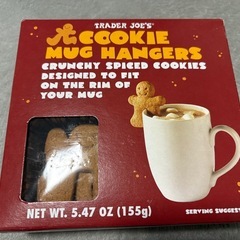 TRADER JOE'S
COOKIE
MUG HANGERS
CRUNCHY SPICED COOKIES
DESIGNED TO FIT
ON THE RIM OF
YOUR MUG
NET WT. 5.47 OZ (155g)
SERVING SUGGES